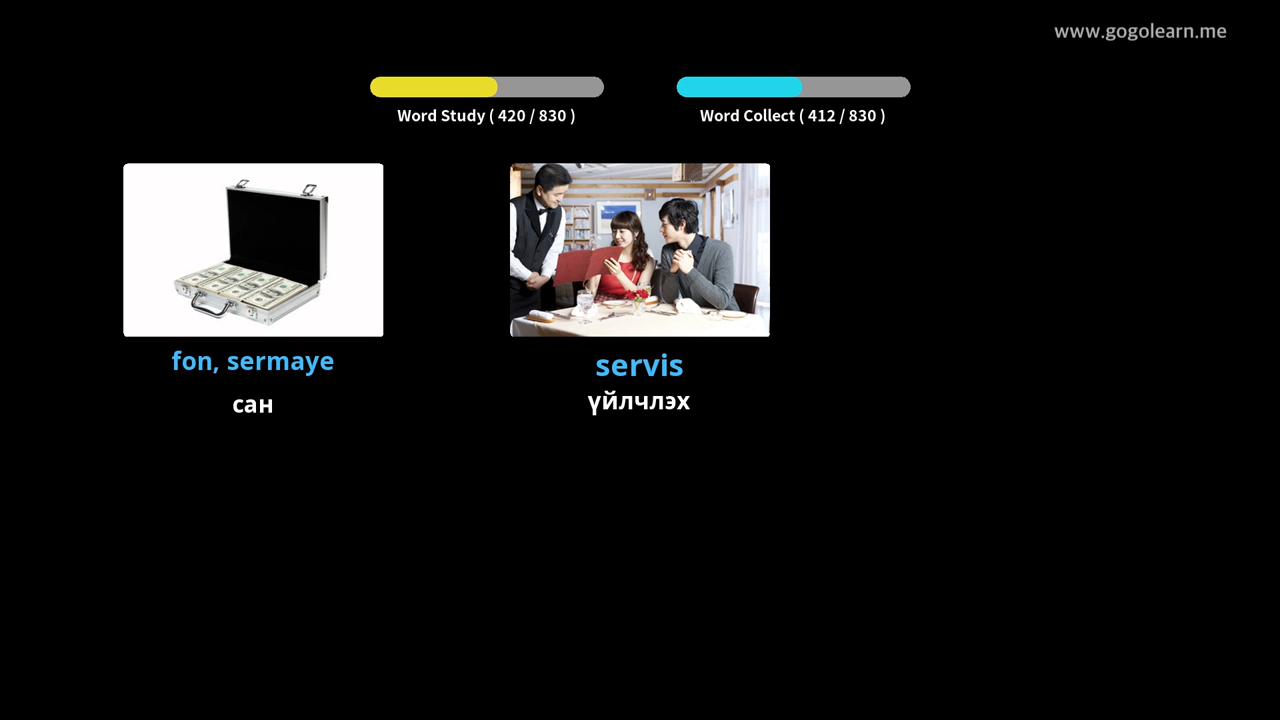 www.gogolearn.me
Word Study ( 420 / 830 )
Word Collect ( 412 / 830 )
fon, sermaye
сан
servis
үйлчлэх